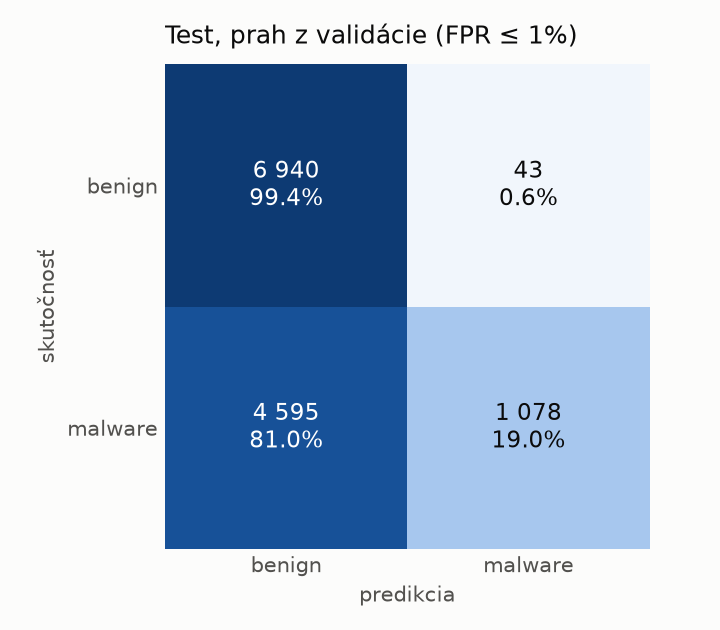 Test, prah z validácie (FPR ≤ 1%)
benign
6 940
99.4%
43
0.6%
skutočnosť
malware
4 595
81.0%
1 078
19.0%
benign
malware
predikcia